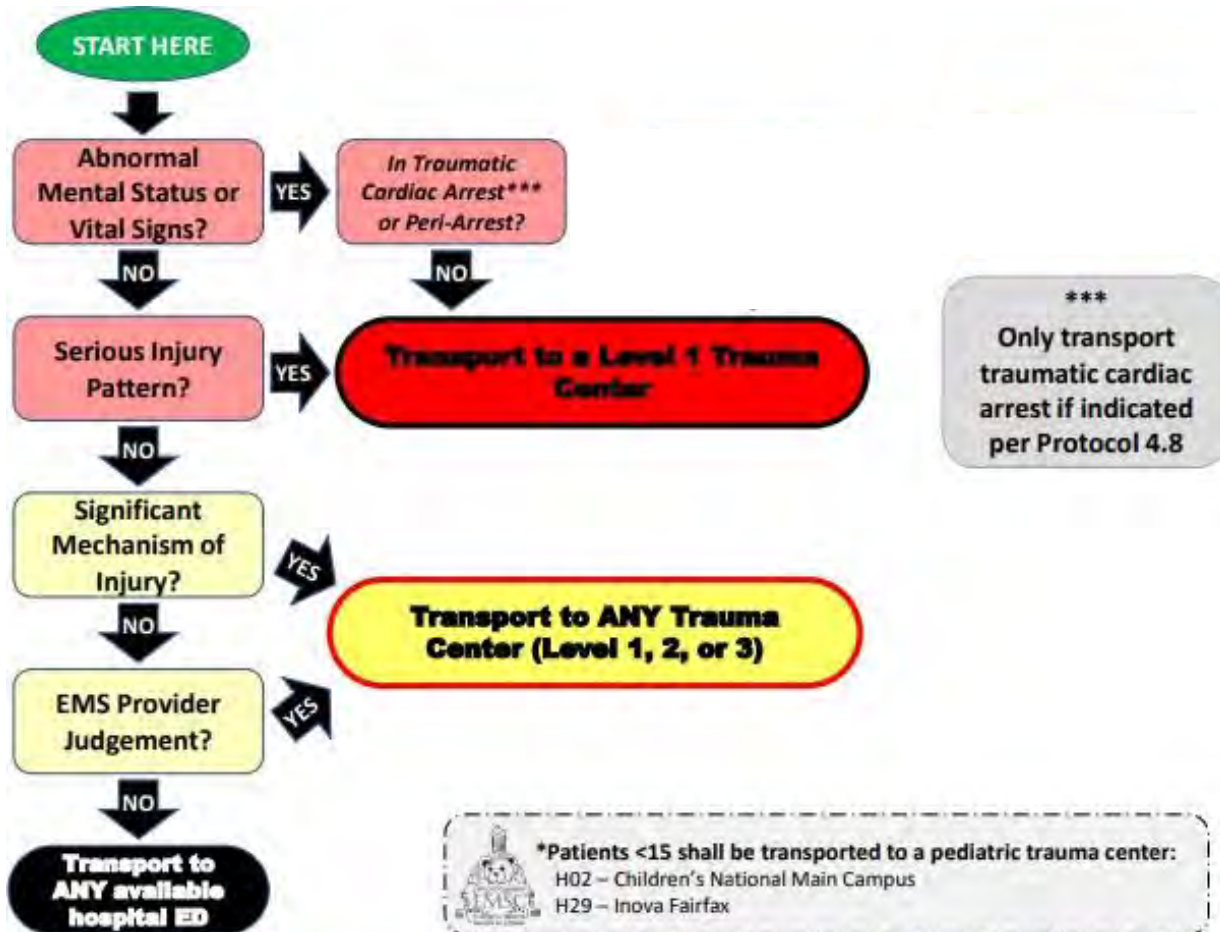 START HERE
Abnormal
Mental Status or
Vital Signs?
YES
In Traumatic
Cardiac Arrest***
or Peri-Arrest?
NO
NO
Serious Injury
Pattern?
YES
Transport to a Level 1 Trauma
Center
***
Only transport
traumatic cardiac
arrest if indicated
per Protocol 4.8
NO
Significant
Mechanism of
Injury?
YES
Transport to ANY Trauma
Center (Level 1, 2, or 3)
NO
EMS Provider
Judgement?
YES
NO
Transport to
ANY available
hospital ED
*Patients <15 shall be transported to a pediatric trauma center:
H02 – Children's National Main Campus
H29 – Inova Fairfax
EMSC